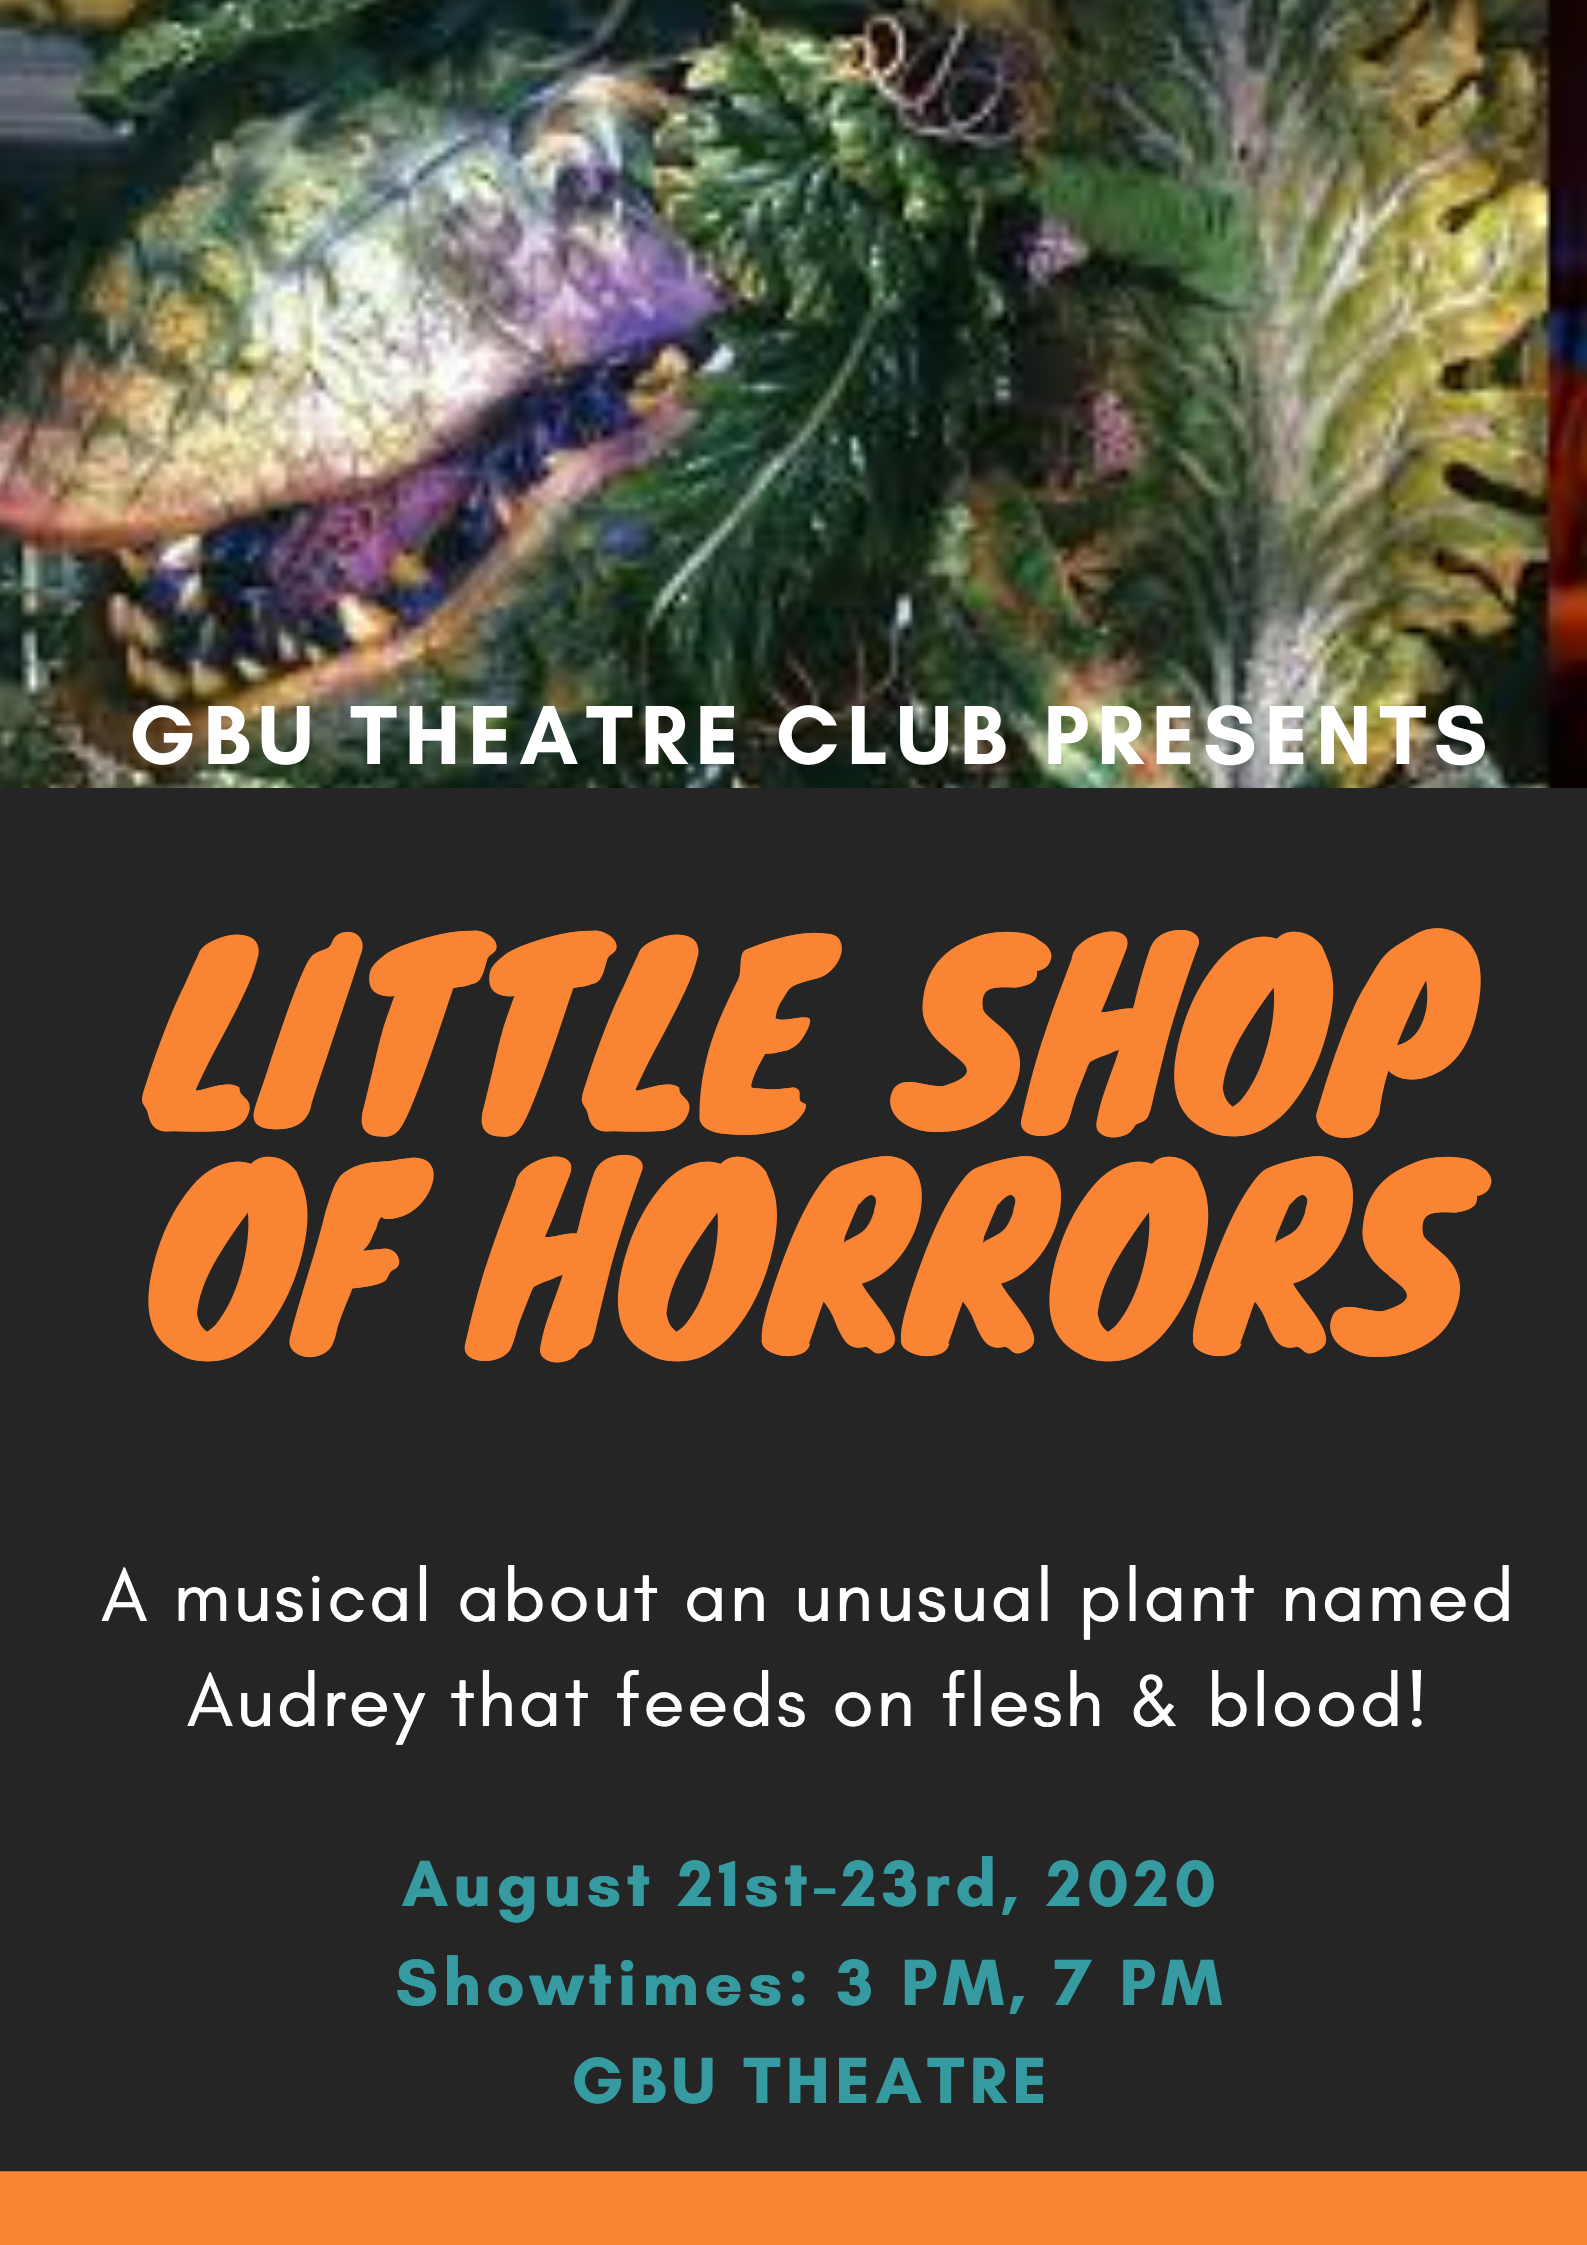 GBU THEATRE CLUB PRESENTS
LITTLE SHOP
OF HORRORS
A musical about an unusual plant named
Audrey that feeds on flesh & blood!
August 21st-23rd, 2020
Showtimes: 3 PM, 7 PM
GBU THEATRE